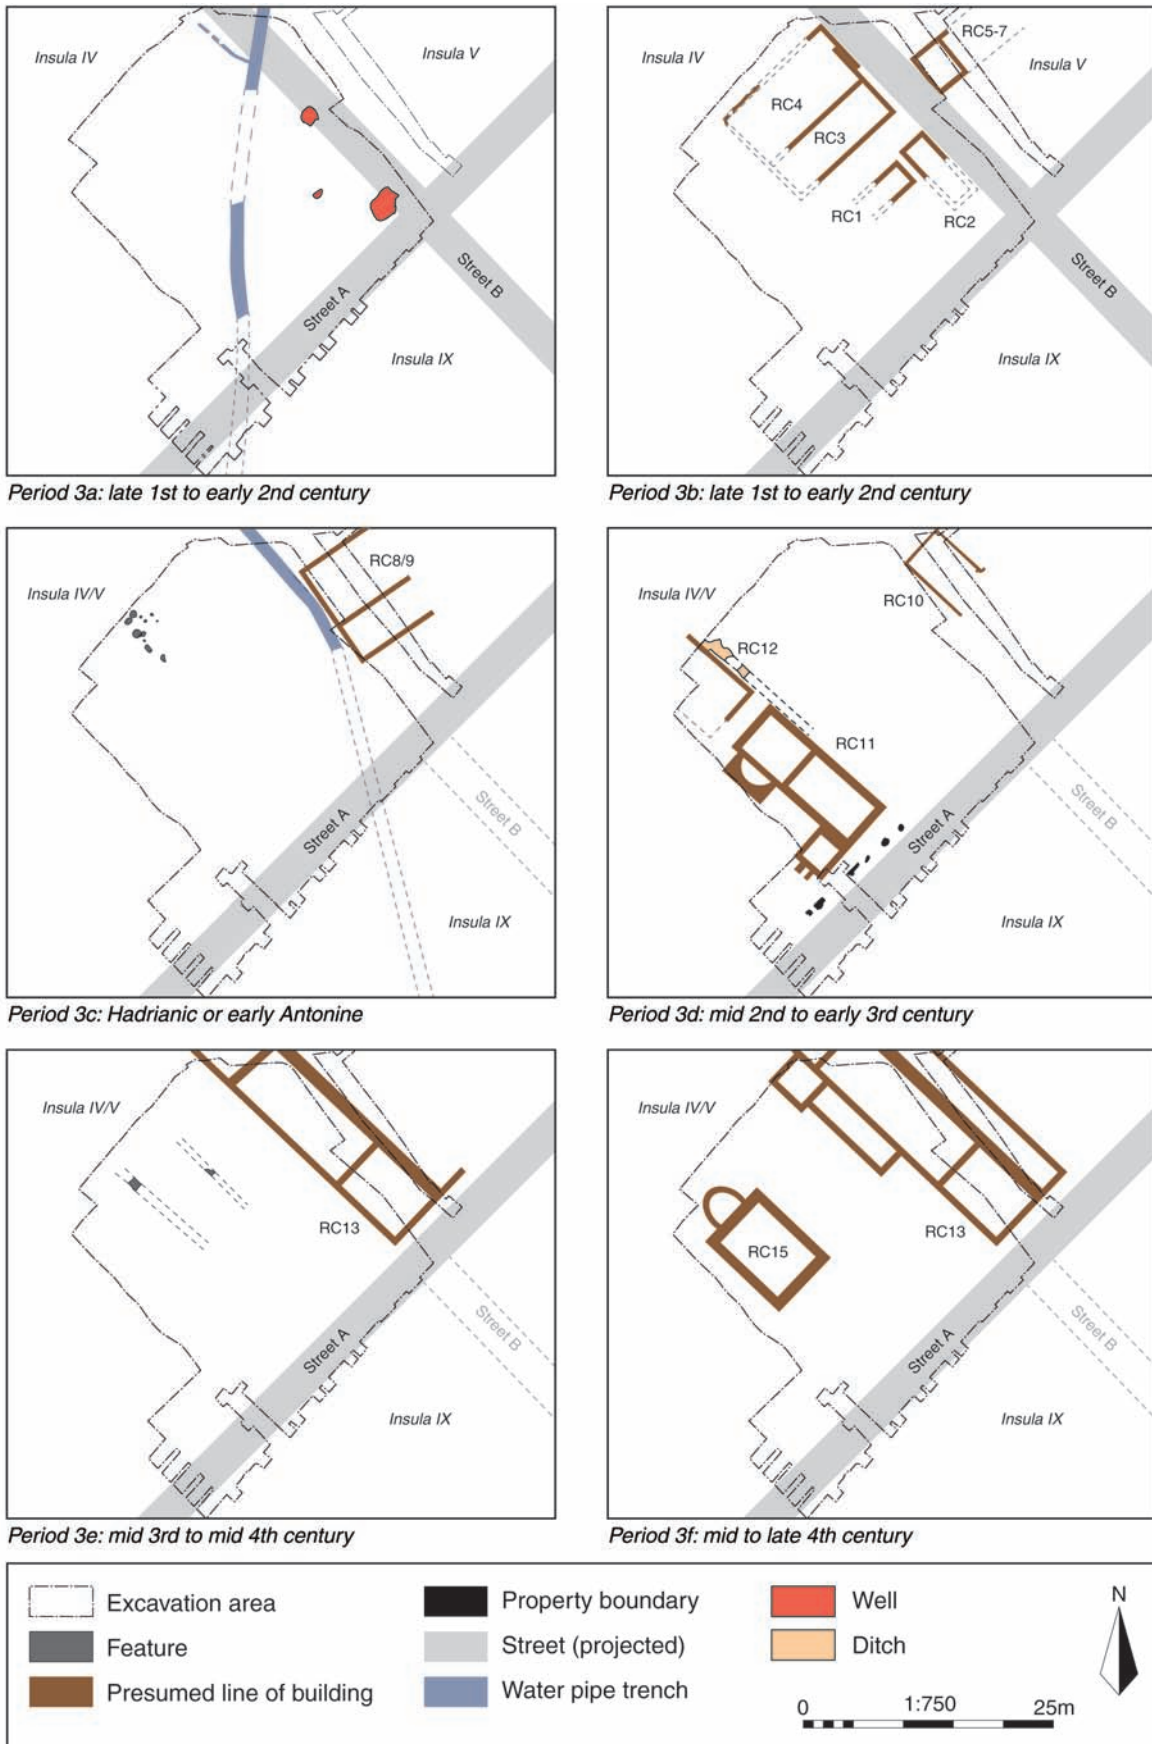 Insula IV
Insula V
Street A
Street B
Insula IX
Period 3a: late 1st to early 2nd century
Insula IV
RC5-7
Insula V
RC4
RC3
RC1
RC2
Street B
Street A
Insula IX
Period 3b: late 1st to early 2nd century
Insula IV/V
RC8/9
Street A
Street B
Insula IX
Period 3c: Hadrianic or early Antonine
Insula IV/V
RC10
RC12
RC11
Street A
Street B
Insula IX
Period 3d: mid 2nd to early 3rd century
Insula IV/V
RC13
Street A
Street B
Insula IX
Period 3e: mid 3rd to mid 4th century
Insula IV/V
RC15
RC13
Street A
Street B
Insula IX
Period 3f: mid to late 4th century
Excavation area
Feature
Presumed line of building
Property boundary
Street (projected)
Water pipe trench
Well
Ditch
N
0 1:750 25m